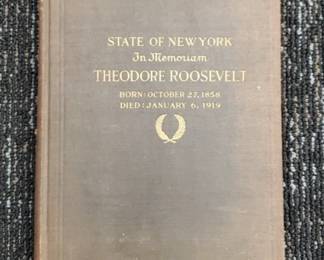 STATE OF NEW YORK
In Memoriam
THEODORE ROOSEVELT
BORN: OCTOBER 27, 1858
DIED: JANUARY 6, 1919